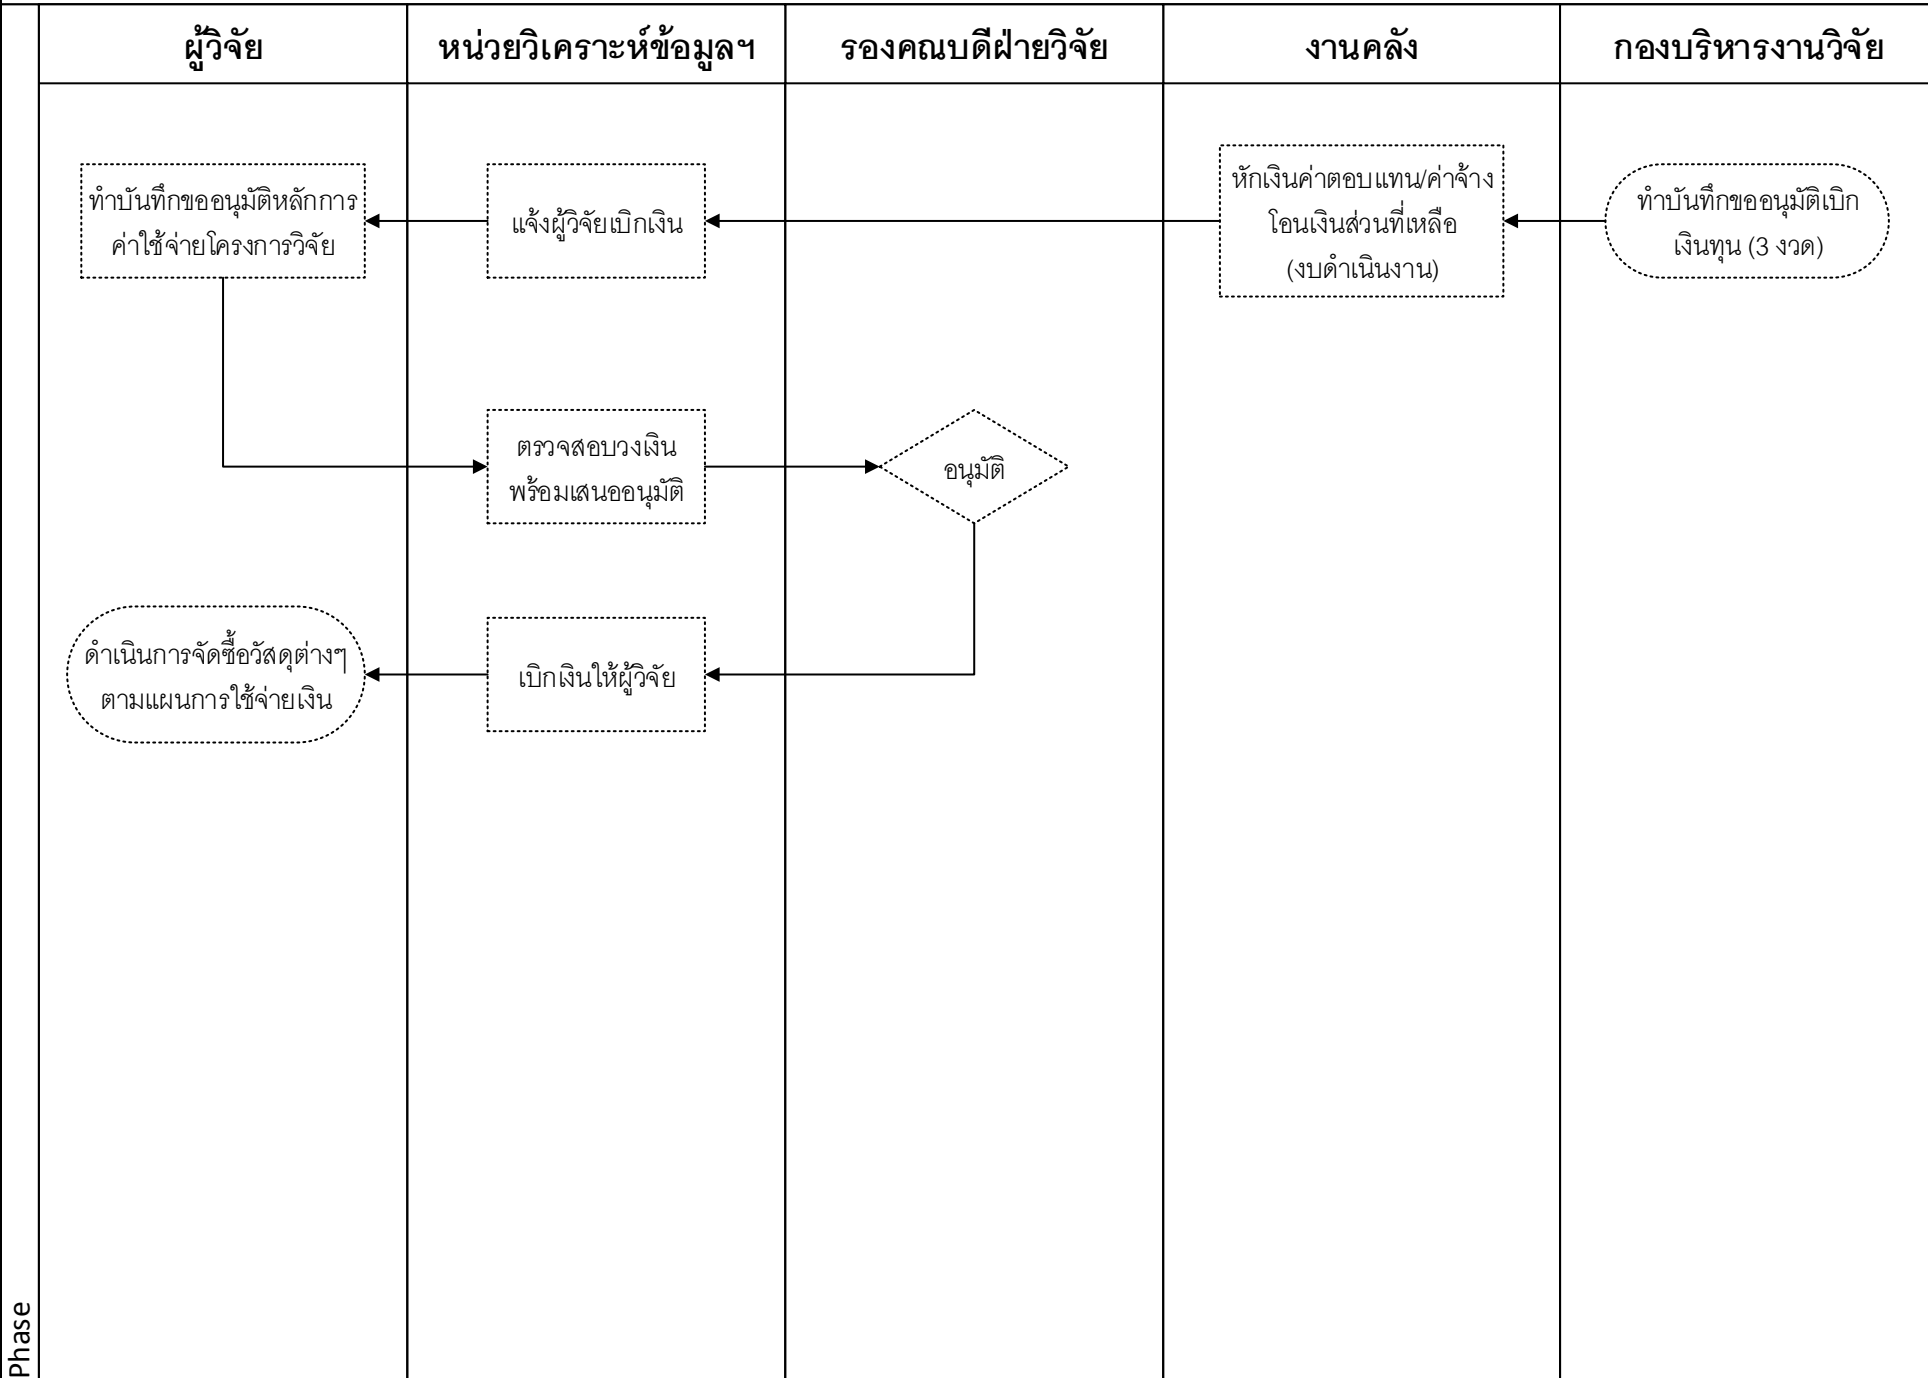 ผู้วิจัย
หน่วยวิเคราะห์ข้อมูลฯ
รองคณบดีฝ่ายวิจัย
งานคลัง
กองบริหารงานวิจัย
ทำบันทึกขออนุมัติหลักการ
ค่าใช้จ่ายโครงการวิจัย
แจ้งผู้วิจัยเบิกเงิน
หักเงินค่าตอบแทน/ค่าจ้าง
โอนเงินส่วนที่เหลือ
(งบดำเนินงาน)
ทำบันทึกขออนุมัติเบิก
เงินทุน (3 งวด)
ตรวจสอบวงเงิน
พร้อมเสนออนุมัติ
อนุมัติ
ดำเนินการจัดซื้อวัสดุต่างๆ
ตามแผนการใช้จ่ายเงิน
เบิกเงินให้ผู้วิจัย
Phase